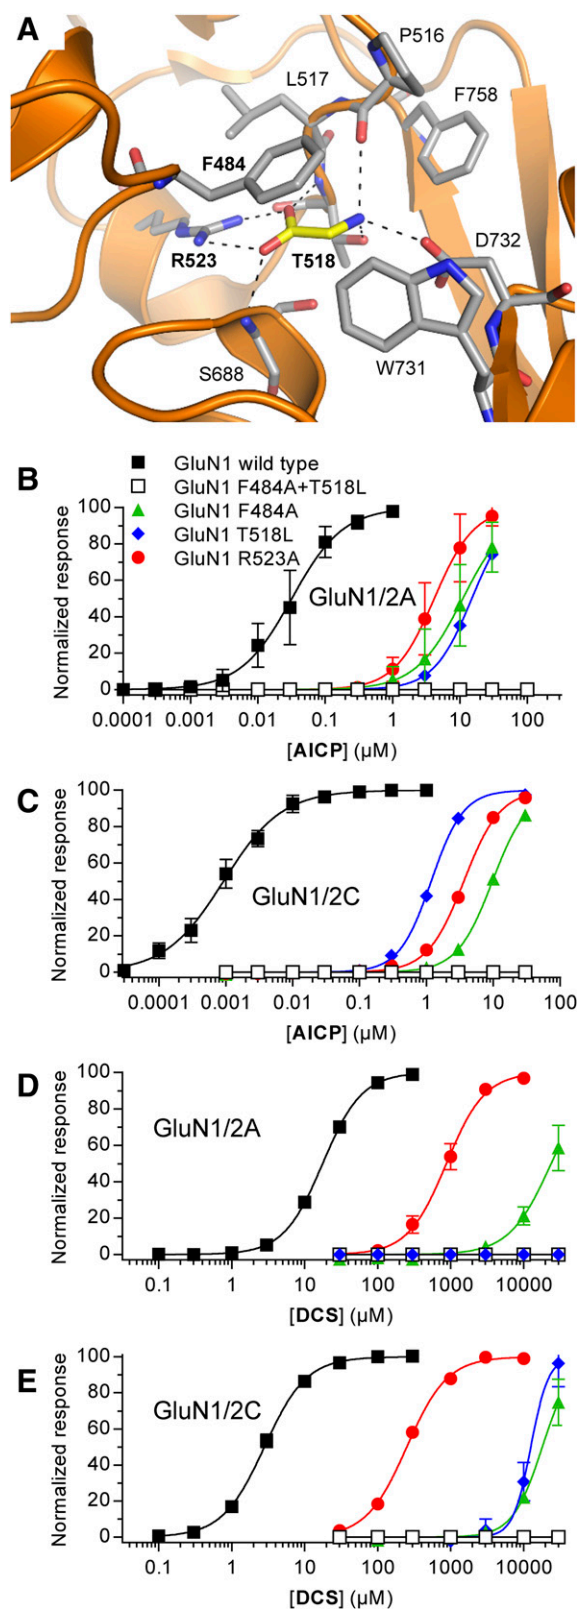 A
P516
L517
F758
F484
R523
T518
D732
S688
W731
B
GluN1 wild type
GluN1 F484A+T518L
GluN1 F484A
GluN1 T518L
GluN1 R523A
GluN1/2A
Normalized response
100
80
60
40
20
0
0.0001 0.001 0.01 0.1 1 10 100
[AICP] (µM)
C
GluN1/2C
Normalized response
100
80
60
40
20
0
0.0001 0.001 0.01 0.1 1 10 100
[AICP] (µM)
D
GluN1/2A
Normalized response
100
80
60
40
20
0
0.1 1 10 100 1000 10000
[DCS] (µM)
E
GluN1/2C
Normalized response
100
80
60
40
20
0
0.1 1 10 100 1000 10000
[DCS] (µM)